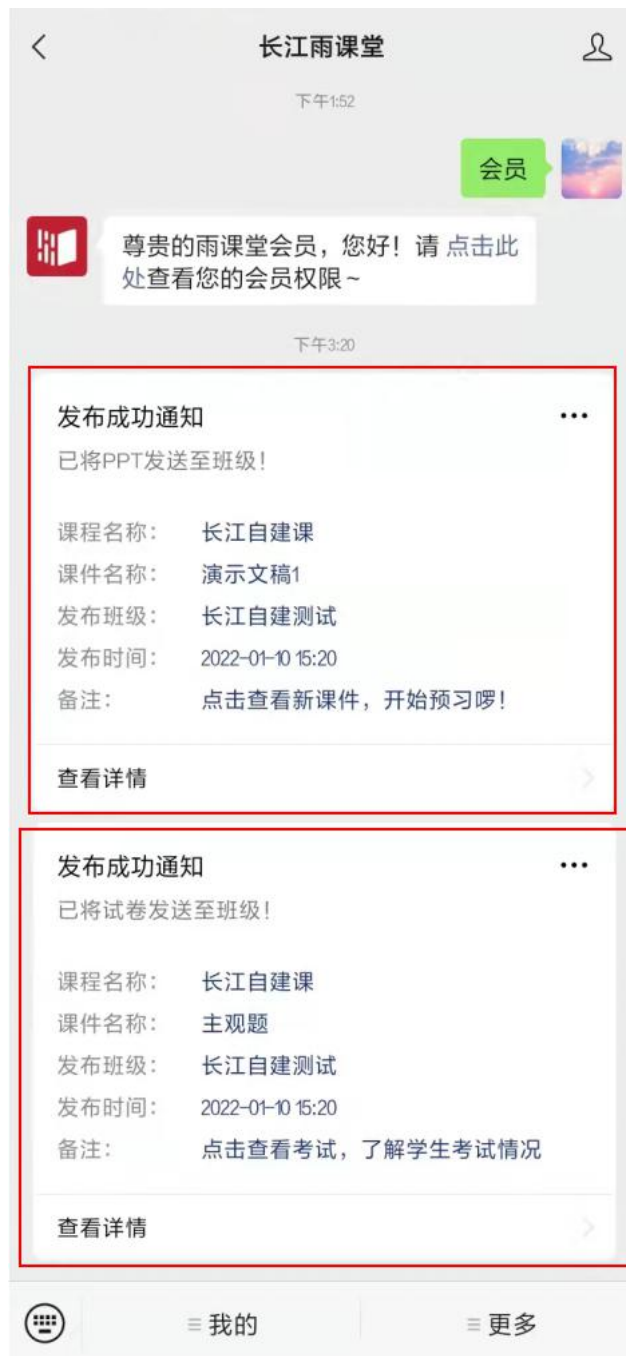 长江雨课堂
下午1:52
会员
尊贵的雨课堂会员，您好！请 点击此
处查看您的会员权限~
下午3:20
发布成功通知
已将PPT发送至班级！
课程名称： 长江自建课
课件名称： 演示文稿1
发布班级： 长江自建测试
发布时间： 2022-01-10 15:20
备注： 点击查看新课件，开始预习啰！
查看详情
发布成功通知
已将试卷发送至班级！
课程名称： 长江自建课
课件名称： 主观题
发布班级： 长江自建测试
发布时间： 2022-01-10 15:20
备注： 点击查看考试，了解学生考试情况
查看详情
我的 更多